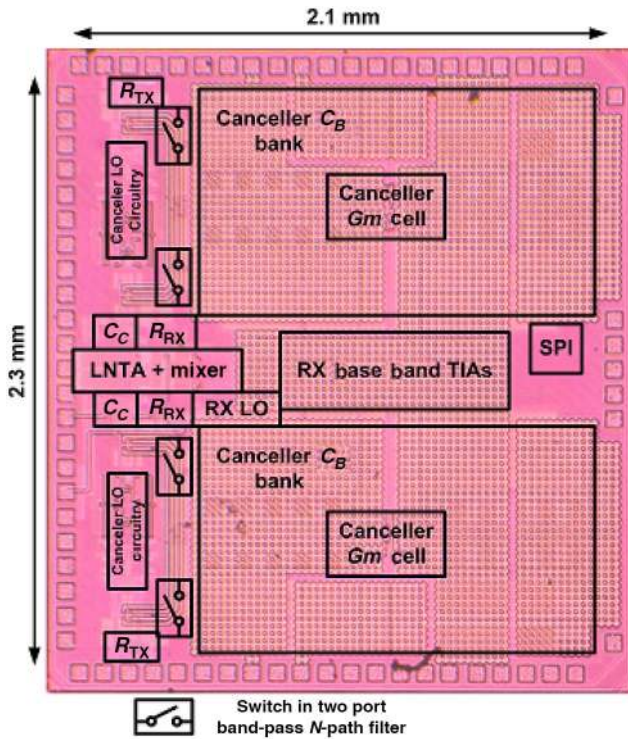 2.1 mm
2.3 mm
RTX
Canceller CB
bank
Canceler LO
Circuitry
Canceller
Gm cell
CC
RRX
SPI
LNTA + mixer
RX base band TIAs
CC
RRX
RX LO
Canceller CB
bank
Canceler LO
circuitry
Canceller
Gm cell
RTX
Switch in two port
band-pass N-path filter